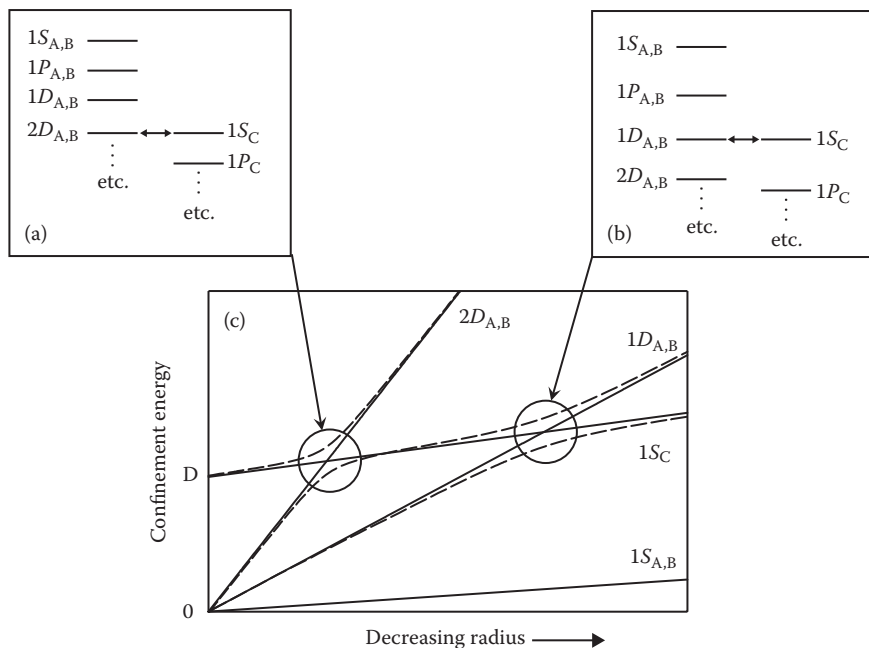 1S_A,B
1P_A,B
1D_A,B
2D_A,B
1S_C
1P_C
etc.
etc.
(a)
1S_A,B
1P_A,B
1D_A,B
1S_C
2D_A,B
1P_C
etc.
etc.
(b)
(c)
2D_A,B
1D_A,B
1S_C
1S_A,B
Confinement energy
D
0
Decreasing radius